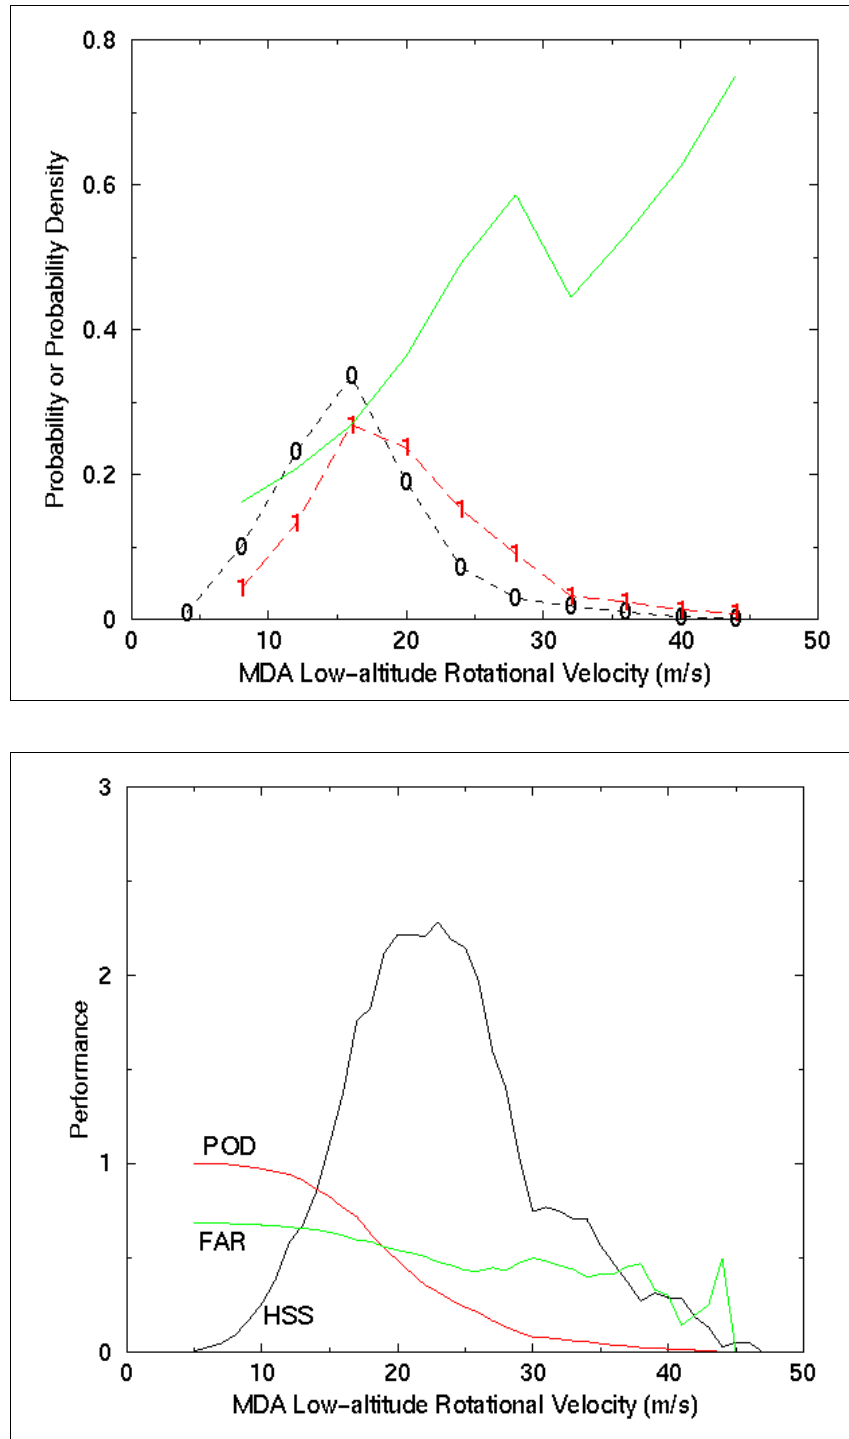 0.8
0.6
0.4
0.2
0
Probability or Probability Density
0 0 0 0 0 0 0 0 0 0 0 0
1 1 1 1 1 1 1 1 1 1
0 10 20 30 40 50
MDA Low-altitude Rotational Velocity (m/s)
3
2
1
0
Performance
POD
FAR
HSS
0 10 20 30 40 50
MDA Low-altitude Rotational Velocity (m/s)